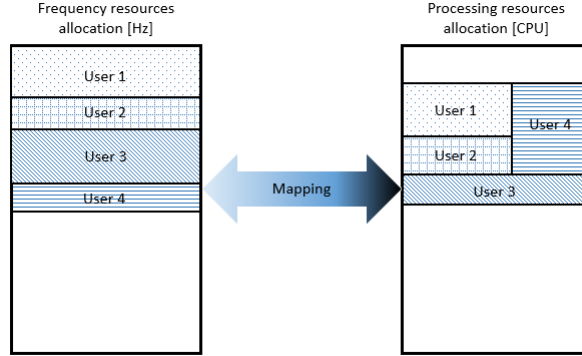 Frequency resources
allocation [Hz]
User 1
User 2
User 3
User 4
Mapping
Processing resources
allocation [CPU]
User 1
User 4
User 2
User 3